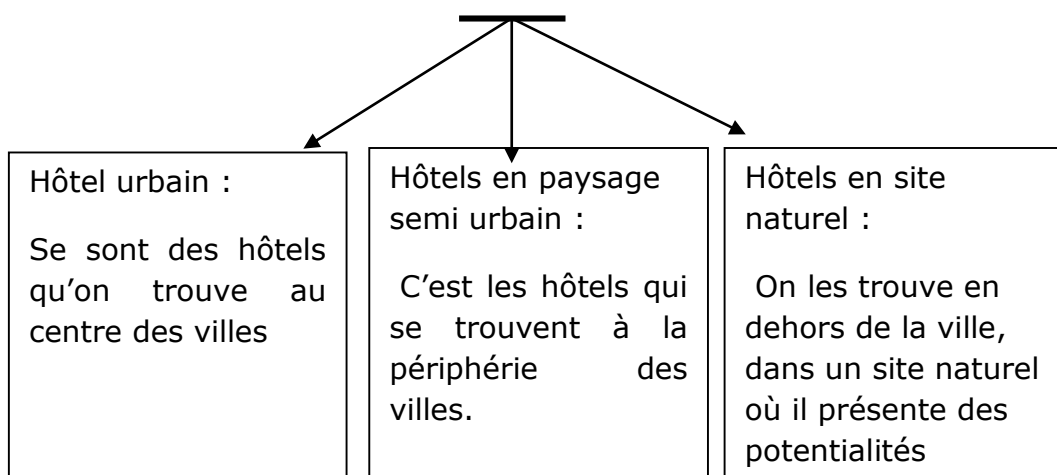 Hôtel urbain :
Se sont des hôtels
qu’on trouve au
centre des villes
Hôtels en paysage
semi urbain :
C’est les hôtels qui
se trouvent à la
périphérie des
villes.
Hôtels en site
naturel :
On les trouve en
dehors de la ville,
dans un site naturel
où il présente des
potentialités